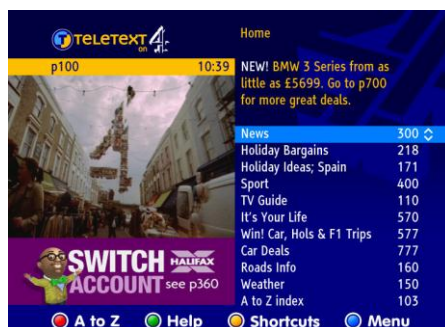 TELETEXT
on 4
p100 10:39
Home
NEW! BMW 3 Series from as
little as £5699. Go to p700
for more great deals.
News 300
Holiday Bargains 218
Holiday Ideas; Spain 171
Sport 400
TV Guide 110
It's Your Life 570
Win! Car, Hols & F1 Trips 577
Car Deals 777
Roads Info 160
Weather 150
A to Z index 103
SWITCH HALIFAX
ACCOUNT see p360
A to Z Help Shortcuts Menu